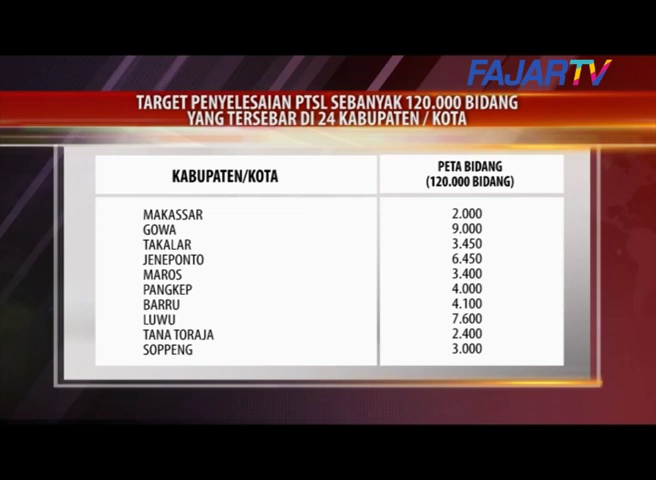 FAJARTV
TARGET PENYELESAIAN PTSL SEBANYAK 120.000 BIDANG
YANG TERSEBAR DI 24 KABUPATEN / KOTA
KABUPATEN/KOTA PETA BIDANG
(120.000 BIDANG)
MAKASSAR 2.000
GOWA 9.000
TAKALAR 3.450
JENEPONTO 6.450
MAROS 3.400
PANGKEP 4.000
BARRU 4.100
LUWU 7.600
TANA TORAJA 2.400
SOPPENG 3.000